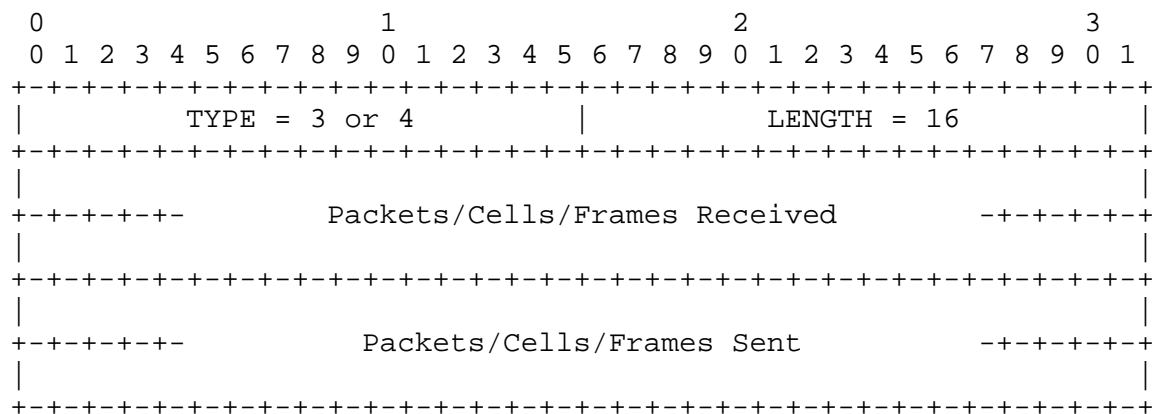 0                   1                   2                   3
 0 1 2 3 4 5 6 7 8 9 0 1 2 3 4 5 6 7 8 9 0 1 2 3 4 5 6 7 8 9 0 1
+-+-+-+-+-+-+-+-+-+-+-+-+-+-+-+-+-+-+-+-+-+-+-+-+-+-+-+-+-+-+-+-+
|         TYPE = 3 or 4         |          LENGTH = 16          |
+-+-+-+-+-+-+-+-+-+-+-+-+-+-+-+-+-+-+-+-+-+-+-+-+-+-+-+-+-+-+-+-+
|                                                               |
+-+-+-+-+-        Packets/Cells/Frames Received        -+-+-+-+-+
|                                                               |
+-+-+-+-+-+-+-+-+-+-+-+-+-+-+-+-+-+-+-+-+-+-+-+-+-+-+-+-+-+-+-+-+
|                                                               |
+-+-+-+-+-          Packets/Cells/Frames Sent          -+-+-+-+-+
|                                                               |
+-+-+-+-+-+-+-+-+-+-+-+-+-+-+-+-+-+-+-+-+-+-+-+-+-+-+-+-+-+-+-+-+